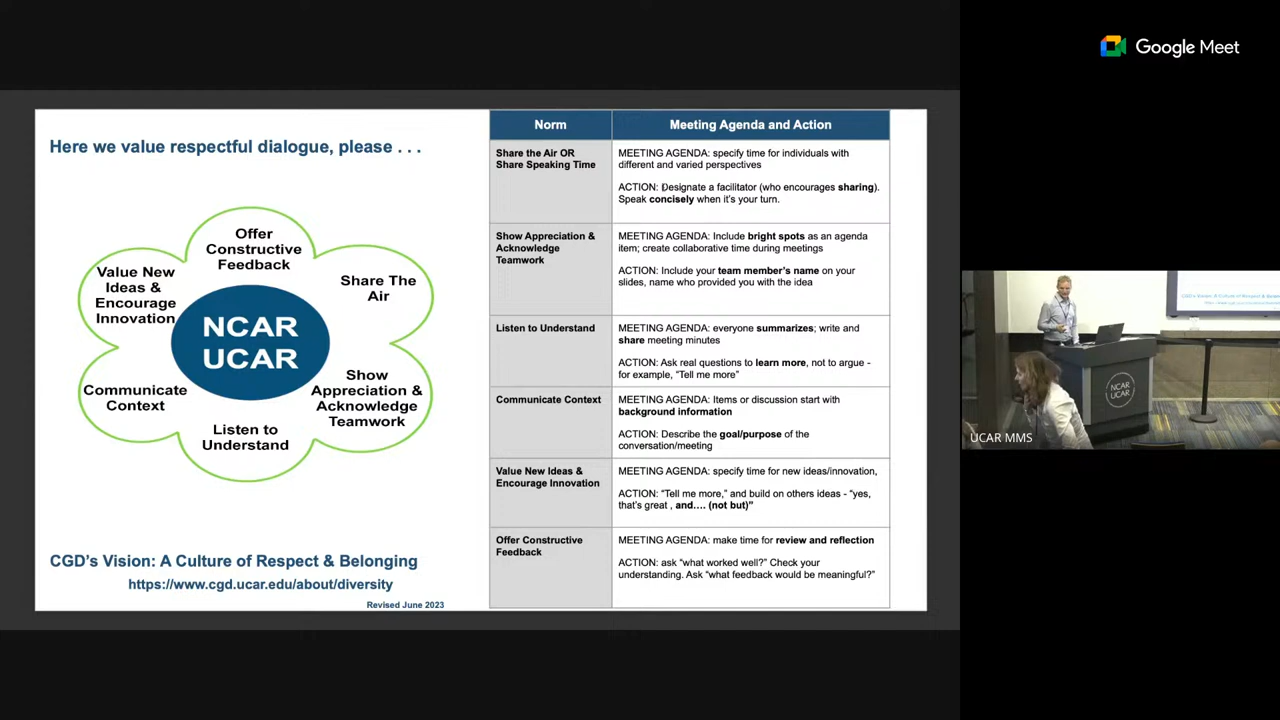 Google Meet
Here we value respectful dialogue, please . . .
Offer
Constructive
Feedback
Share The
Air
Show
Appreciation &
Acknowledge
Teamwork
Listen to
Understand
Communicate
Context
Value New
Ideas &
Encourage
Innovation
NCAR
UCAR
CGD's Vision: A Culture of Respect & Belonging
https://www.cgd.ucar.edu/about/diversity
Revised June 2023
Norm
Meeting Agenda and Action
Share the Air OR
Share Speaking Time
MEETING AGENDA: specify time for individuals with
different and varied perspectives
ACTION: Designate a facilitator (who encourages sharing).
Speak concisely when it's your turn.
Show Appreciation &
Acknowledge
Teamwork
MEETING AGENDA: Include bright spots as an agenda
item; create collaborative time during meetings
ACTION: Include your team member's name on your
slides, name who provided you with the idea
Listen to Understand
MEETING AGENDA: everyone summarizes; write and
share meeting minutes
ACTION: Ask real questions to learn more, not to argue -
for example, "Tell me more"
Communicate Context
MEETING AGENDA: Items or discussion start with
background information
ACTION: Describe the goal/purpose of the
conversation/meeting
Value New Ideas &
Encourage Innovation
MEETING AGENDA: specify time for new ideas/innovation,
ACTION: "Tell me more," and build on others ideas - "yes,
that's great , and.... (not but)"
Offer Constructive
Feedback
MEETING AGENDA: make time for review and reflection
ACTION: ask "what worked well?" Check your
understanding. Ask "what feedback would be meaningful?"
NCAR
UCAR
UCAR MMS